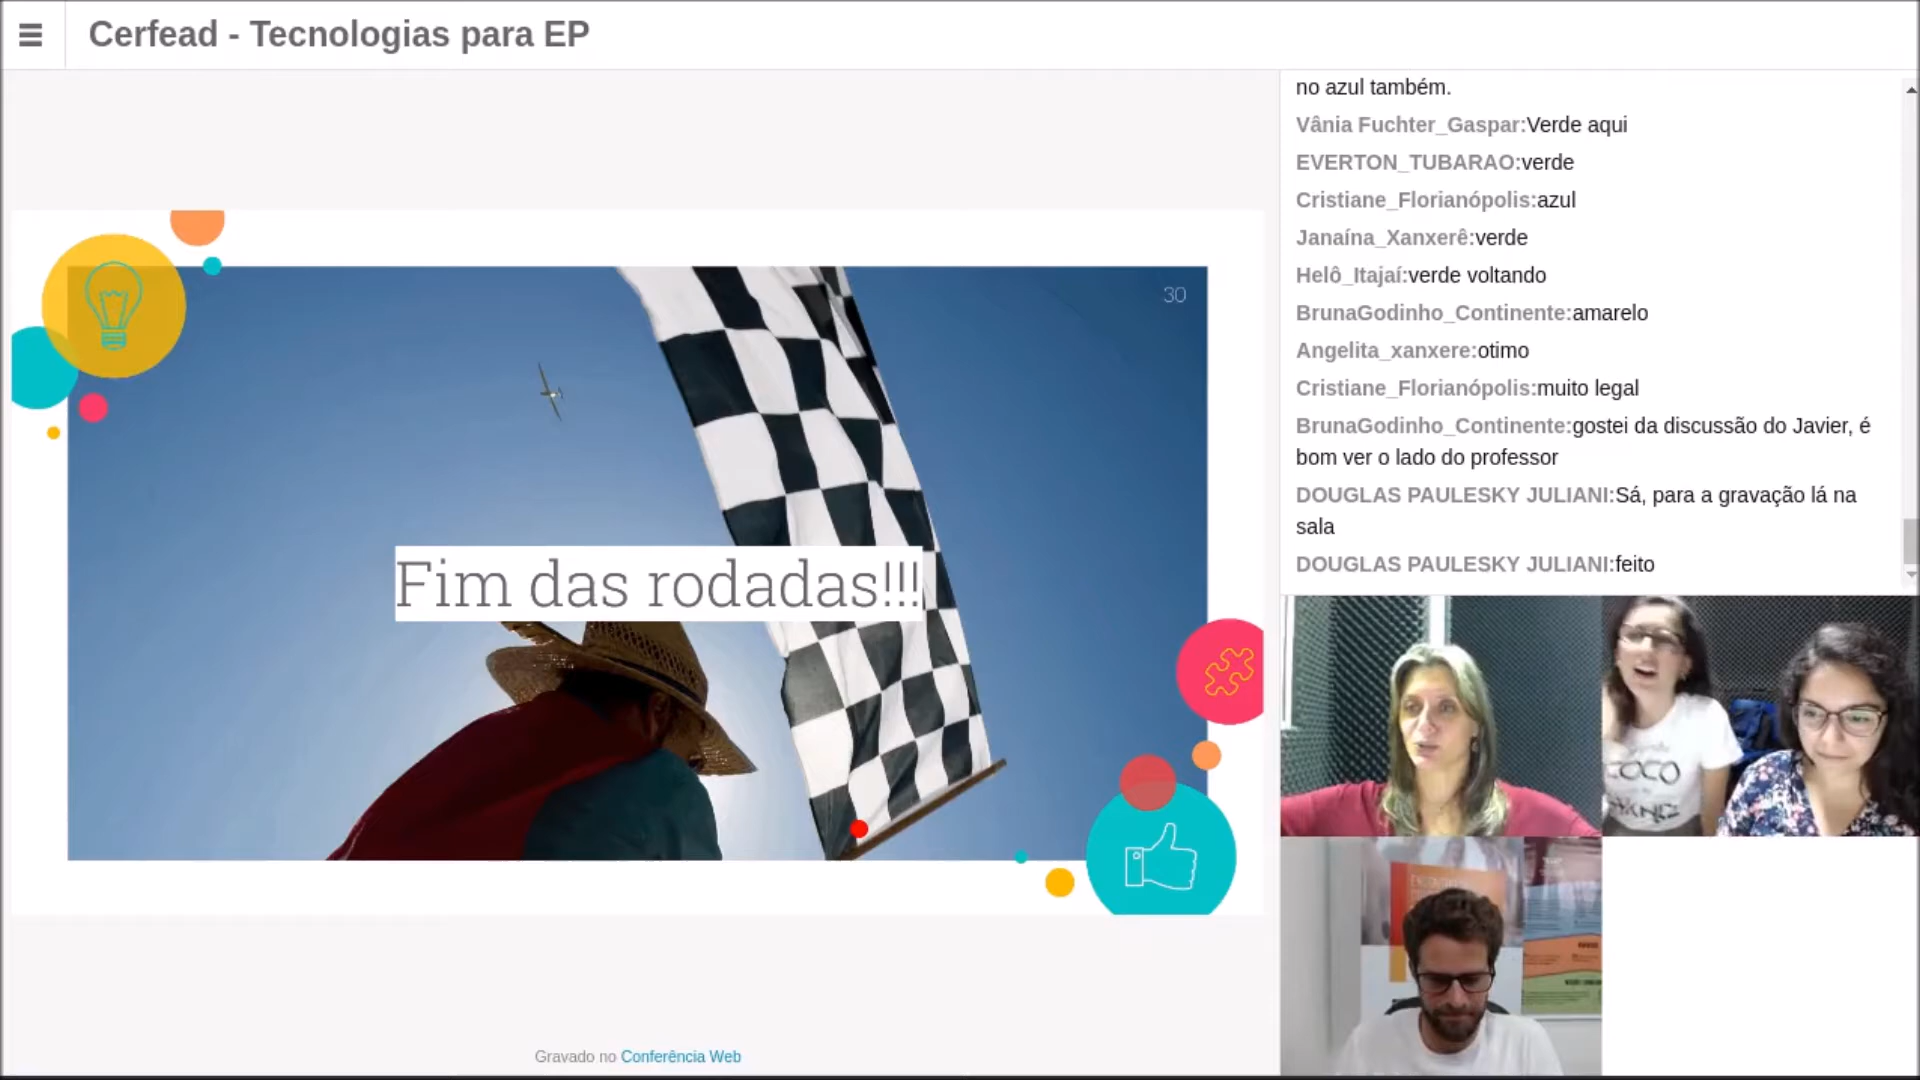 Cerfead - Tecnologias para EP
30
Fim das rodadas!!!
Gravado no Conferência Web
no azul também.
Vânia Fuchter_Gaspar:Verde aqui
EVERTON_TUBARAO:verde
Cristiane_Florianópolis:azul
Janaína_Xanxerê:verde
Helô_Itajaí:verde voltando
BrunaGodinho_Continente:amarelo
Angelita_xanxere:otimo
Cristiane_Florianópolis:muito legal
BrunaGodinho_Continente:gostei da discussão do Javier, é
bom ver o lado do professor
DOUGLAS PAULESKY JULIANI:Sá, para a gravação lá na
sala
DOUGLAS PAULESKY JULIANI:feito
COCO